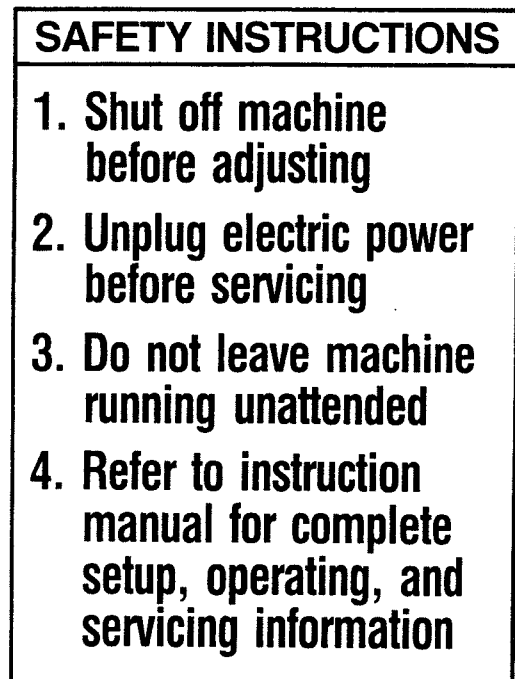 SAFETY INSTRUCTIONS
1. Shut off machine
before adjusting
2. Unplug electric power
before servicing
3. Do not leave machine
running unattended
4. Refer to instruction
manual for complete
setup, operating, and
servicing information